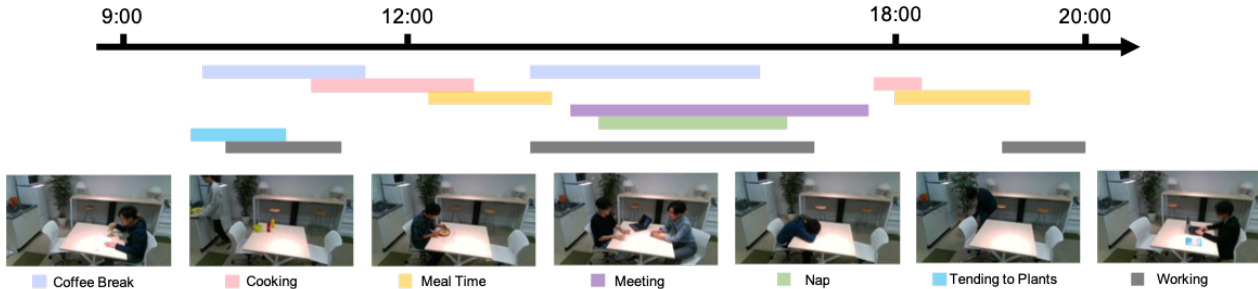 9:00 12:00 18:00 20:00
Coffee Break Cooking Meal Time Meeting Nap Tending to Plants Working